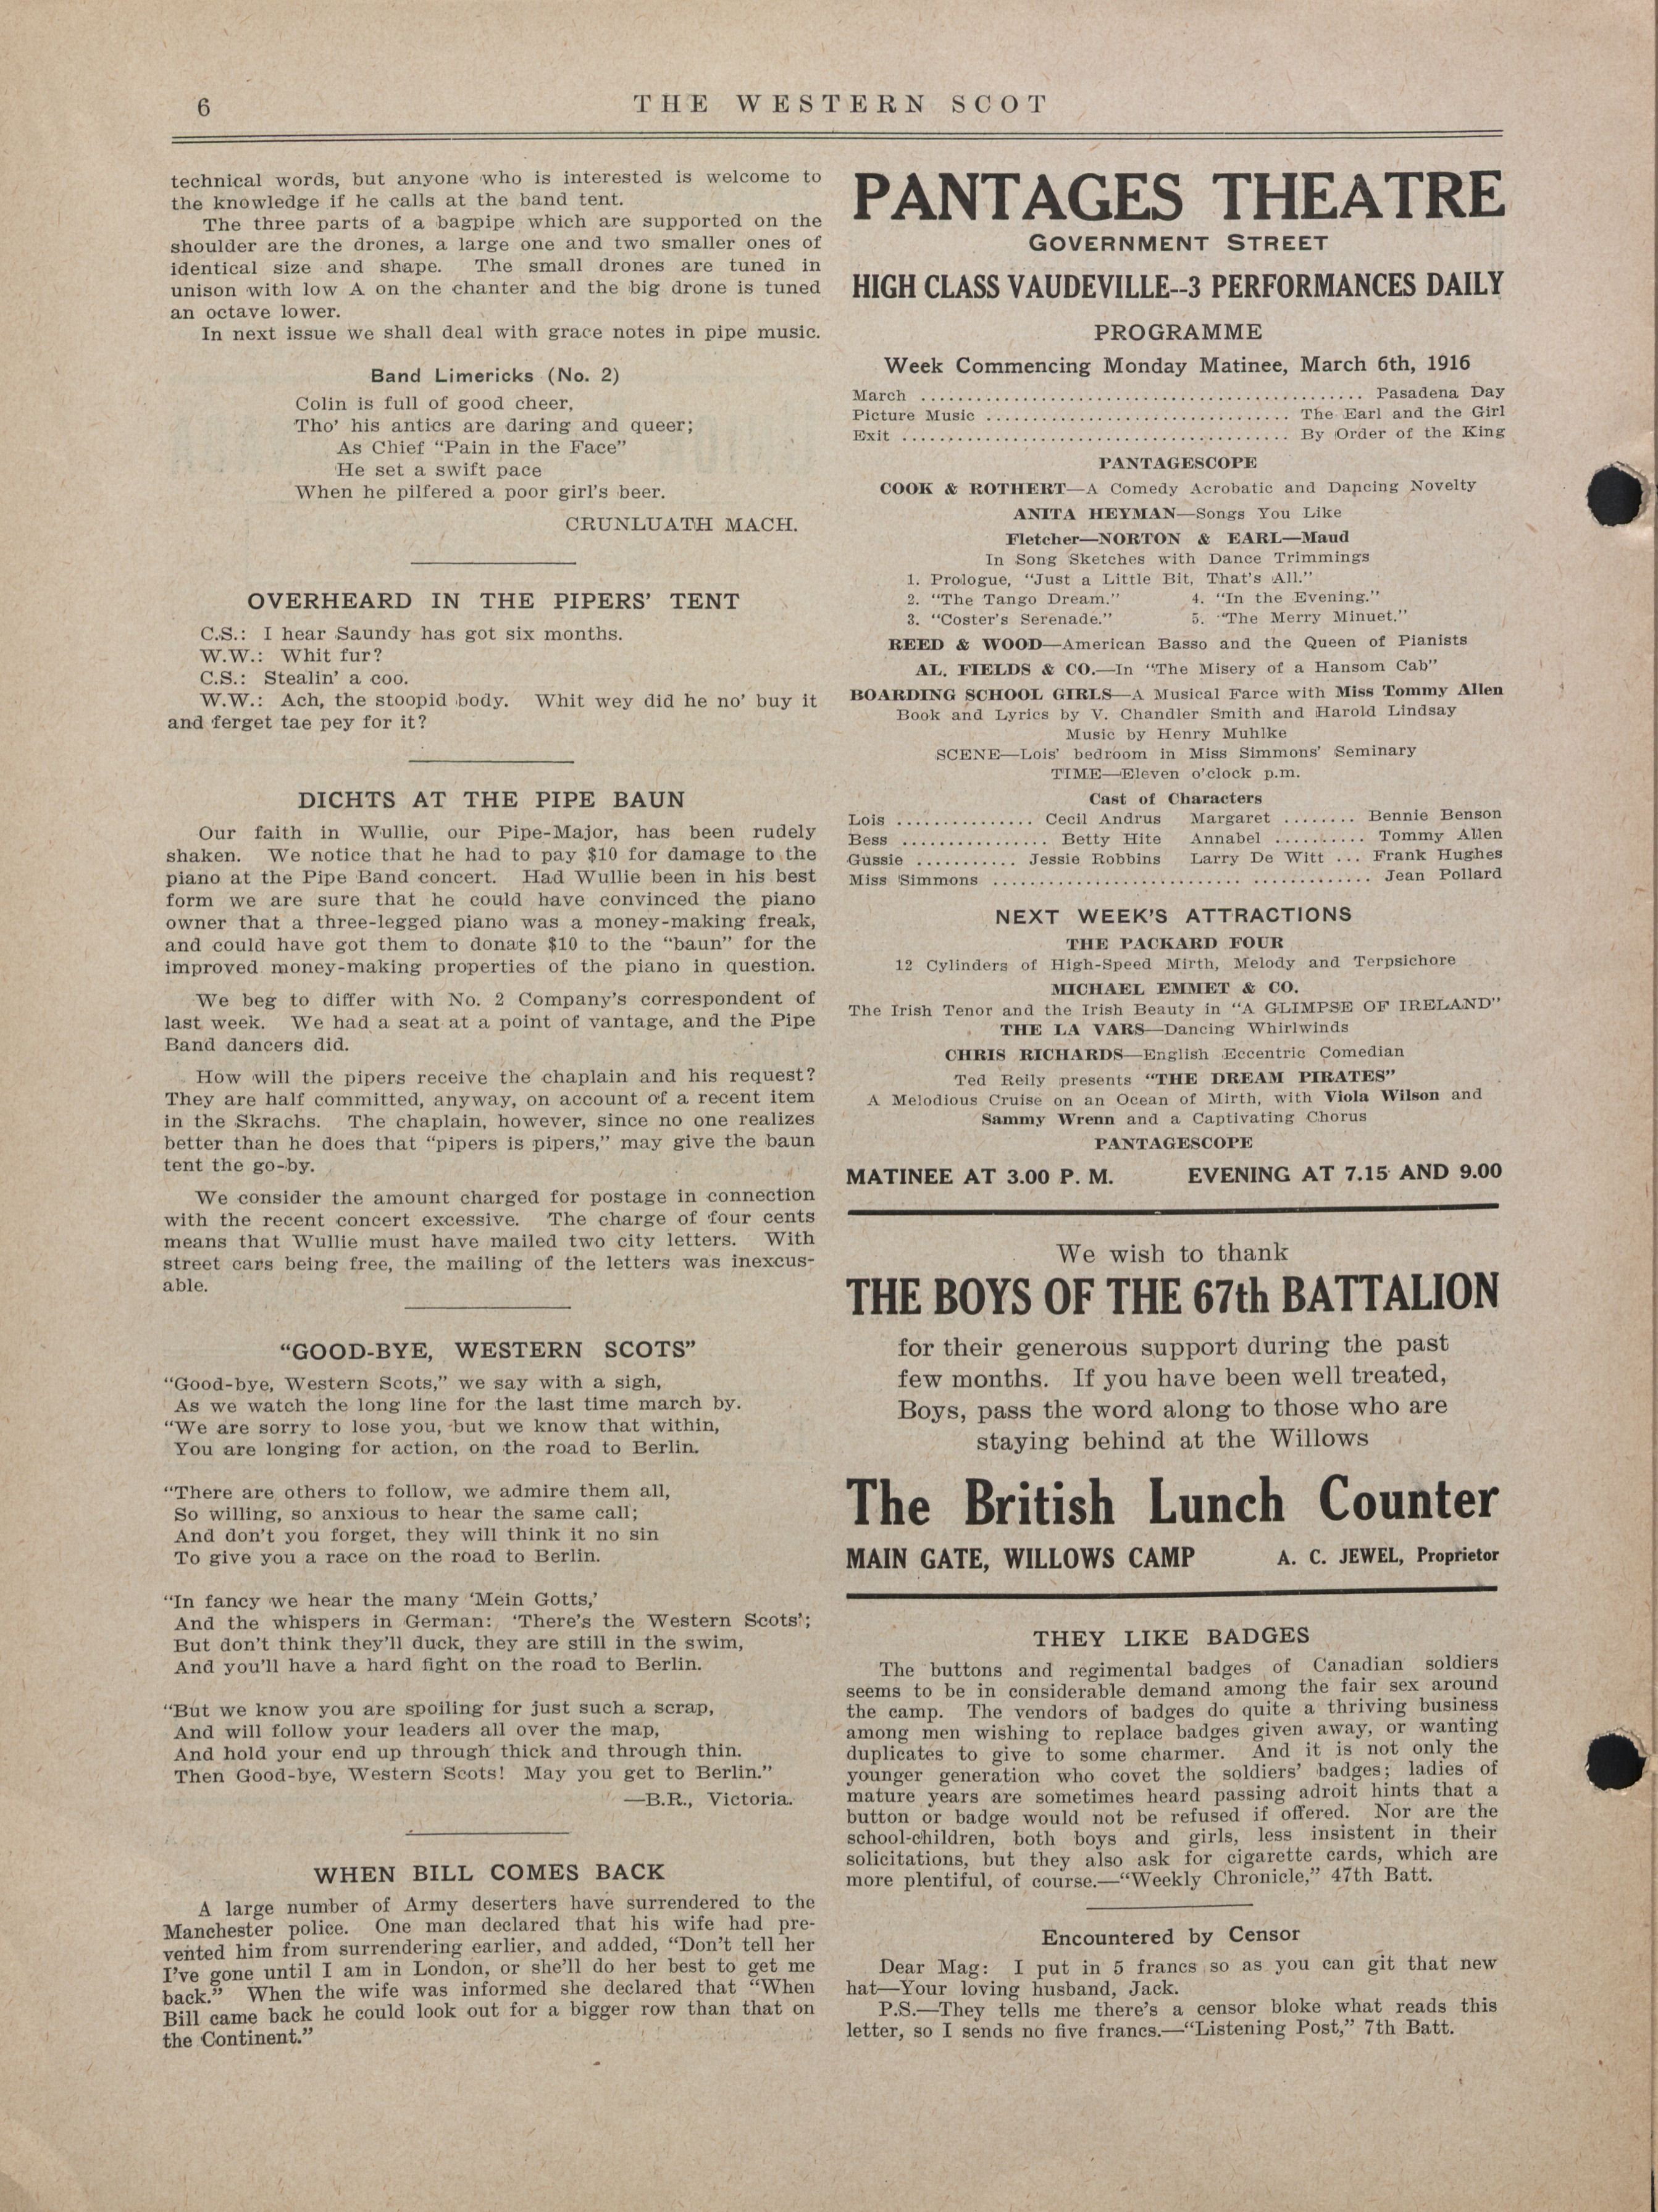 6
THE WESTERN SCOT
technical words, but anyone who is interested is welcome to
the knowledge if he calls at the band tent.
The three parts of a bagpipe which are supported on the
shoulder are the drones, a large one and two smaller ones of
identical size and shape. The small drones are tuned in
unison with low A on the chanter and the big drone is tuned
an octave lower.
In next issue we shall deal with grace notes in pipe music.
Band Limericks (No. 2)
Colin is full of good cheer,
Tho' his antics are daring and queer;
As Chief "Pain in the Face"
He set a swift pace
When he pilfered a poor girl's beer.
CRUNLUATH MACH.
OVERHEARD IN THE PIPERS' TENT
C.S.: I hear Saundy has got six months.
W.W.: Whit fur?
C.S.: Stealin' a coo.
W.W.: Ach, the stoopid body. Whit wey did he no' buy it
and ferget tae pey for it?
DICHTS AT THE PIPE BAUN
Our faith in Wullie, our Pipe-Major, has been rudely
shaken. We notice that he had to pay $10 for damage to the
piano at the Pipe Band concert. Had Wullie been in his best
form we are sure that he could have convinced the piano
owner that a three-legged piano was a money-making freak,
and could have got them to donate $10 to the "baun" for the
improved money-making properties of the piano in question.
We beg to differ with No. 2 Company's correspondent of
last week. We had a seat at a point of vantage, and the Pipe
Band dancers did.
How will the pipers receive the chaplain and his request?
They are half committed, anyway, on account of a recent item
in the Skrachs. The chaplain, however, since no one realizes
better than he does that "pipers is pipers," may give the baun
tent the go-by.
We consider the amount charged for postage in connection
with the recent concert excessive. The charge of four cents
means that Wullie must have mailed two city letters. With
street cars being free, the mailing of the letters was inexcus-
able.
"GOOD-BYE, WESTERN SCOTS"
"Good-bye, Western Scots," we say with a sigh,
As we watch the long line for the last time march by.
"We are sorry to lose you, but we know that within,
You are longing for action, on the road to Berlin.
"There are others to follow, we admire them all,
So willing, so anxious to hear the same call;
And don't you forget, they will think it no sin
To give you a race on the road to Berlin.
"In fancy we hear the many 'Mein Gotts,'
And the whispers in German: 'There's the Western Scots';
But don't think they'll duck, they are still in the swim,
And you'll have a hard fight on the road to Berlin.
"But we know you are spoiling for just such a scrap,
And will follow your leaders all over the map,
And hold your end up through thick and through thin.
Then Good-bye, Western Scots! May you get to Berlin."
—B.R., Victoria.
WHEN BILL COMES BACK
A large number of Army deserters have surrendered to the
Manchester police. One man declared that his wife had pre-
vented him from surrendering earlier, and added, "Don't tell her
I've gone until I am in London, or she'll do her best to get me
back." When the wife was informed she declared that "When
Bill came back he could look out for a bigger row than that on
the Continent."
PANTAGES THEATRE
GOVERNMENT STREET
HIGH CLASS VAUDEVILLE--3 PERFORMANCES DAILY
PROGRAMME
Week Commencing Monday Matinee, March 6th, 1916
March ........ Pasadena Day
Picture Music ........ The Earl and the Girl
Exit ........ By Order of the King
PANTAGESCOPE
COOK & ROTHERT—A Comedy Acrobatic and Dancing Novelty
ANITA HEYMAN—Songs You Like
Fletcher—NORTON & EARL—Maud
In Song Sketches with Dance Trimmings
1. Prologue, "Just a Little Bit, That's All."
2. "The Tango Dream." 4. "In the Evening."
3. "Coster's Serenade." 5. "The Merry Minuet."
REED & WOOD—American Basso and the Queen of Pianists
AL. FIELDS & CO.—In "The Misery of a Hansom Cab"
BOARDING SCHOOL GIRLS—A Musical Farce with Miss Tommy Allen
Book and Lyrics by V. Chandler Smith and Harold Lindsay
Music by Henry Muhlke
SCENE—Lois' bedroom in Miss Simmons' Seminary
TIME—Eleven o'clock p.m.
Cast of Characters
Lois ........ Cecil Andrus Margaret ........ Bennie Benson
Bess ........ Betty Hite Annabel ........ Tommy Allen
Gussie ........ Jessie Robbins Larry De Witt ... Frank Hughes
Miss Simmons ........ Jean Pollard
NEXT WEEK'S ATTRACTIONS
THE PACKARD FOUR
12 Cylinders of High-Speed Mirth, Melody and Terpsichore
MICHAEL EMMET & CO.
The Irish Tenor and the Irish Beauty in "A GLIMPSE OF IRELAND"
THE LA VARS—Dancing Whirlwinds
CHRIS RICHARDS—English Eccentric Comedian
Ted Reily presents "THE DREAM PIRATES"
A Melodious Cruise on an Ocean of Mirth, with Viola Wilson and
Sammy Wrenn and a Captivating Chorus
PANTAGESCOPE
MATINEE AT 3.00 P. M. EVENING AT 7.15 AND 9.00
We wish to thank
THE BOYS OF THE 67th BATTALION
for their generous support during the past
few months. If you have been well treated,
Boys, pass the word along to those who are
staying behind at the Willows
The British Lunch Counter
MAIN GATE, WILLOWS CAMP A. C. JEWEL, Proprietor
THEY LIKE BADGES
The buttons and regimental badges of Canadian soldiers
seems to be in considerable demand among the fair sex around
the camp. The vendors of badges do quite a thriving business
among men wishing to replace badges given away, or wanting
duplicates to give to some charmer. And it is not only the
younger generation who covet the soldiers' badges; ladies of
mature years are sometimes heard passing adroit hints that a
button or badge would not be refused if offered. Nor are the
school-children, both boys and girls, less insistent in their
solicitations, but they also ask for cigarette cards, which are
more plentiful, of course.—"Weekly Chronicle," 47th Batt.
Encountered by Censor
Dear Mag: I put in 5 francs so as you can git that new
hat—Your loving husband, Jack.
P.S.—They tells me there's a censor bloke what reads this
letter, so I sends no five francs.—"Listening Post," 7th Batt.